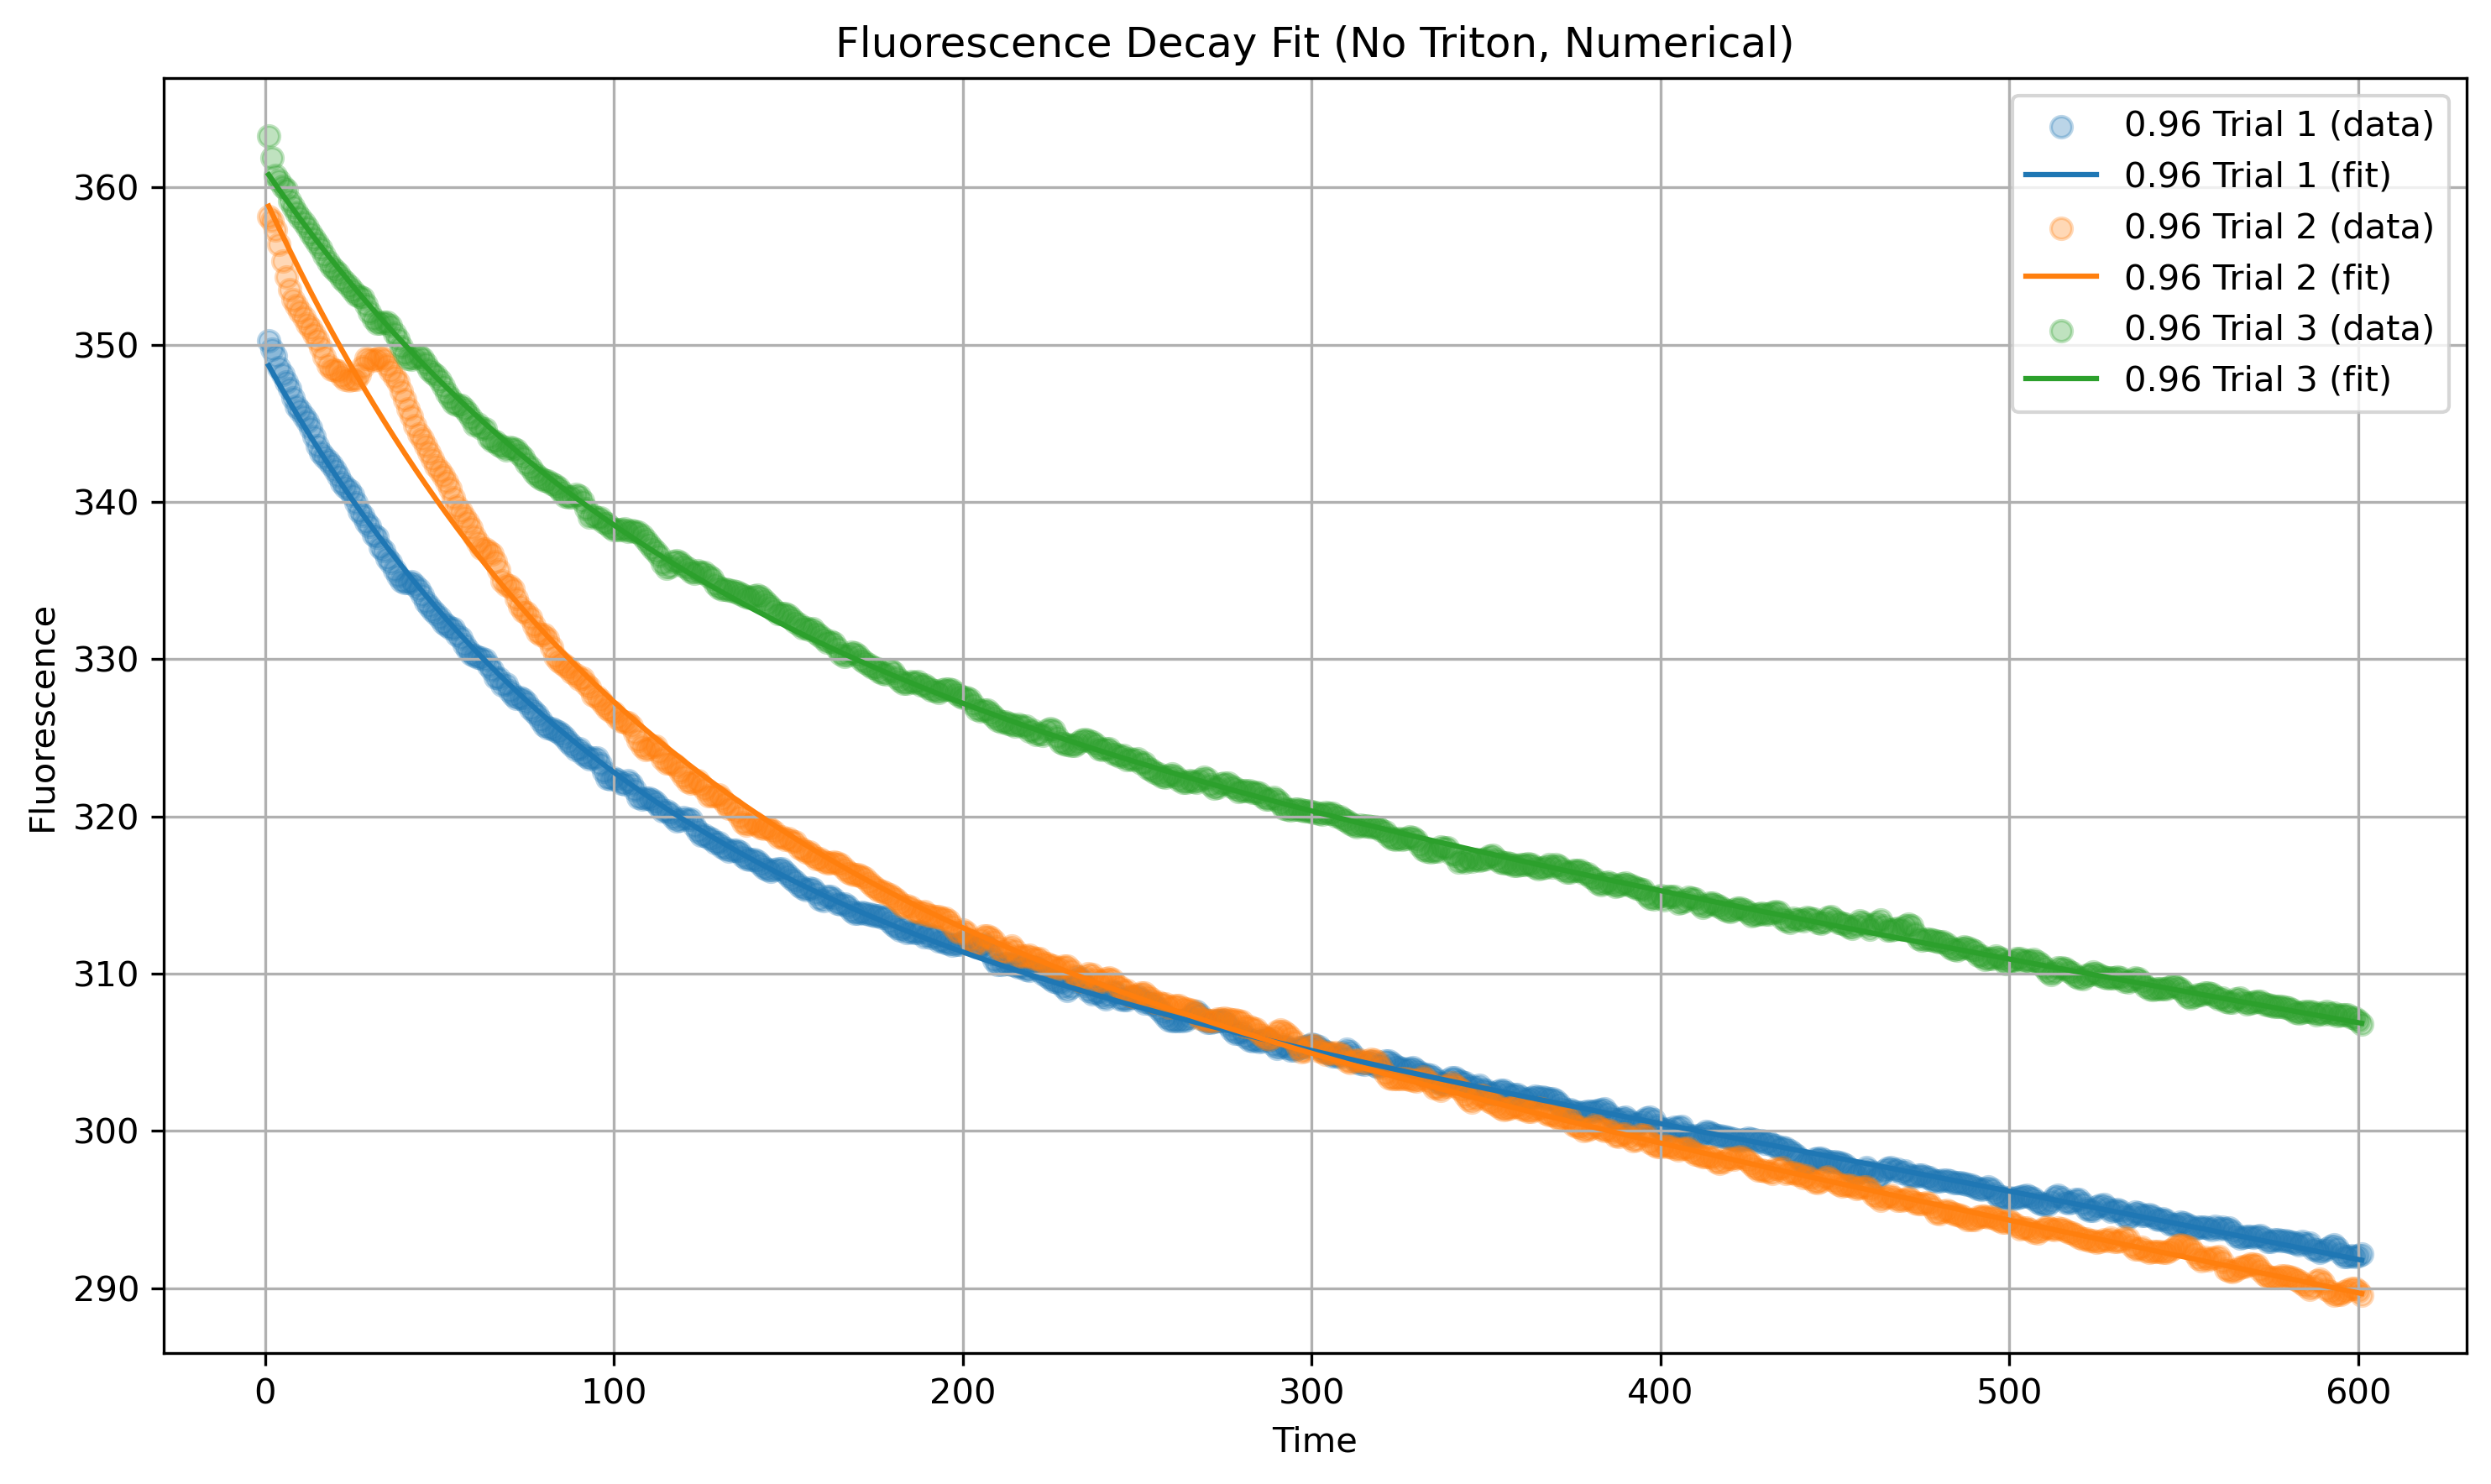 Fluorescence Decay Fit (No Triton, Numerical)
0.96 Trial 1 (data)
0.96 Trial 1 (fit)
0.96 Trial 2 (data)
0.96 Trial 2 (fit)
0.96 Trial 3 (data)
0.96 Trial 3 (fit)
Fluorescence
360
350
340
330
320
310
300
290
0 100 200 300 400 500 600
Time